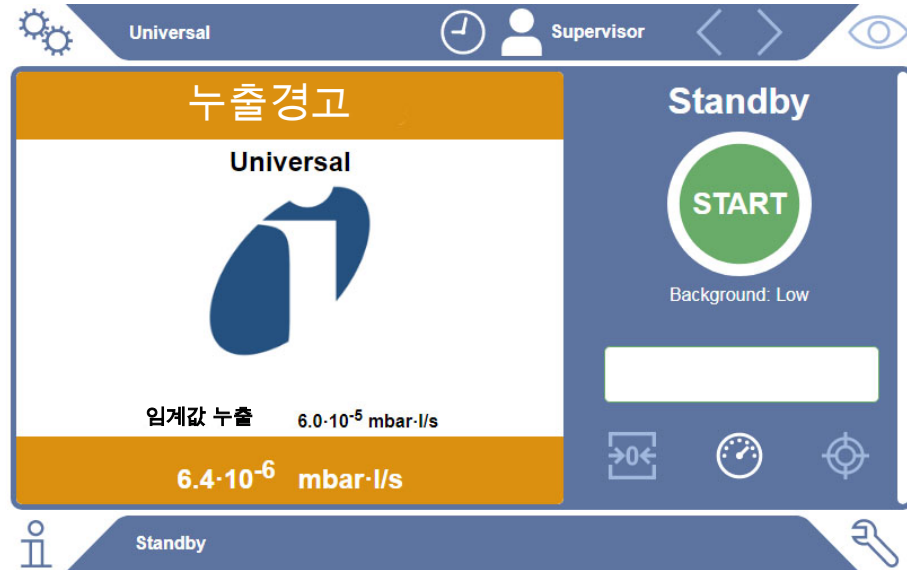 Universal
Supervisor
누출경고
Universal
임계값 누출 6.0·10⁻⁵ mbar·l/s
6.4·10⁻⁶ mbar·l/s
Standby
START
Background: Low
→0←
Standby